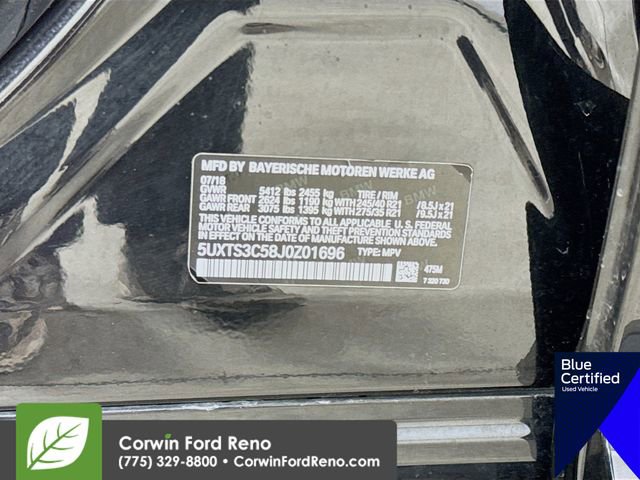 MFD BY BAYERISCHE MOTOREN WERKE AG
07/18
GVWR 5412 lbs 2455 kg TIRE / RIM
GAWR FRONT 2624 lbs 1190 kg WITH 245/40 R21 /8.5J x 21
GAWR REAR 3075 lbs 1395 kg WITH 275/35 R21 /9.5J x 21
THIS VEHICLE CONFORMS TO ALL APPLICABLE U.S. FEDERAL
MOTOR VEHICLE SAFETY, BUMPER, AND THEFT
PREVENTION STANDARDS IN
EFFECT ON THE DATE OF MANUFACTURE SHOWN ABOVE.
5UXTS3C58J0Z01696 TYPE: MPV
475M
7 320 730
Blue
Certified
Used Vehicle
Corwin Ford Reno
(775) 329-8800 • CorwinFordReno.com